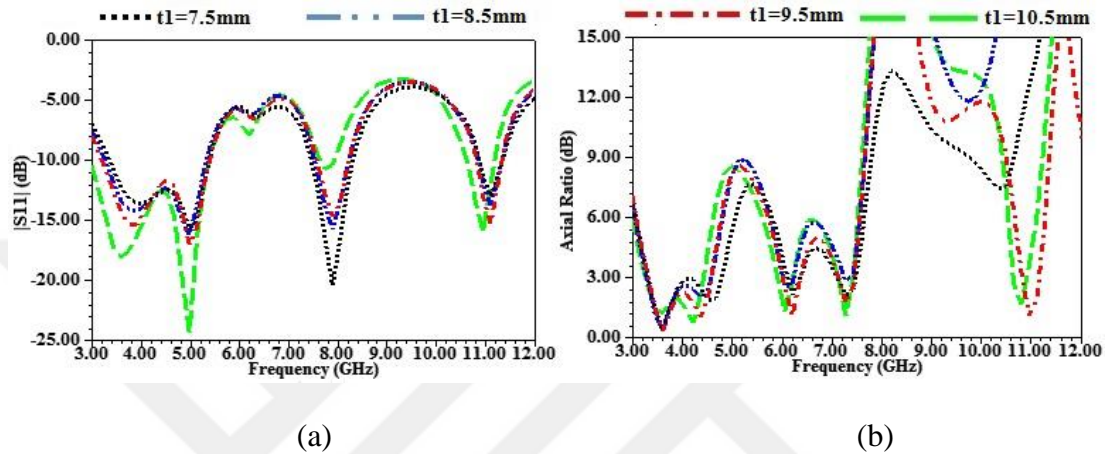 t1=7.5mm t1=8.5mm t1=9.5mm t1=10.5mm
0.00
-5.00
-10.00
-15.00
-20.00
-25.00
|S11| (dB)
3.00 4.00 5.00 6.00 7.00 8.00 9.00 10.00 11.00 12.00
Frequency (GHz)
15.00
12.00
9.00
6.00
3.00
0.00
Axial Ratio (dB)
3.00 4.00 5.00 6.00 7.00 8.00 9.00 10.00 11.00 12.00
Frequency (GHz)
(a) (b)